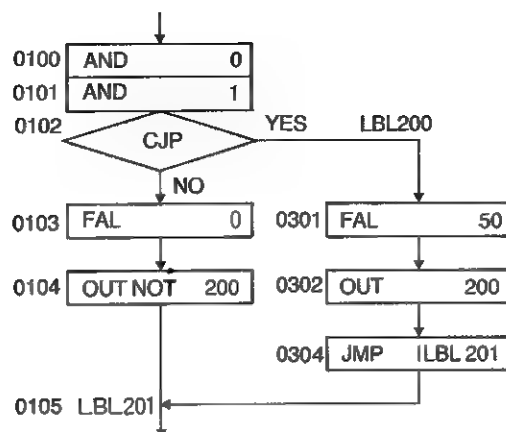 0100 AND 0
0101 AND 1
0102 CJP YES LBL200
NO
0103 FAL 0 0301 FAL 50
0104 OUT NOT 200 0302 OUT 200
0304 JMP LBL 201
0105 LBL201